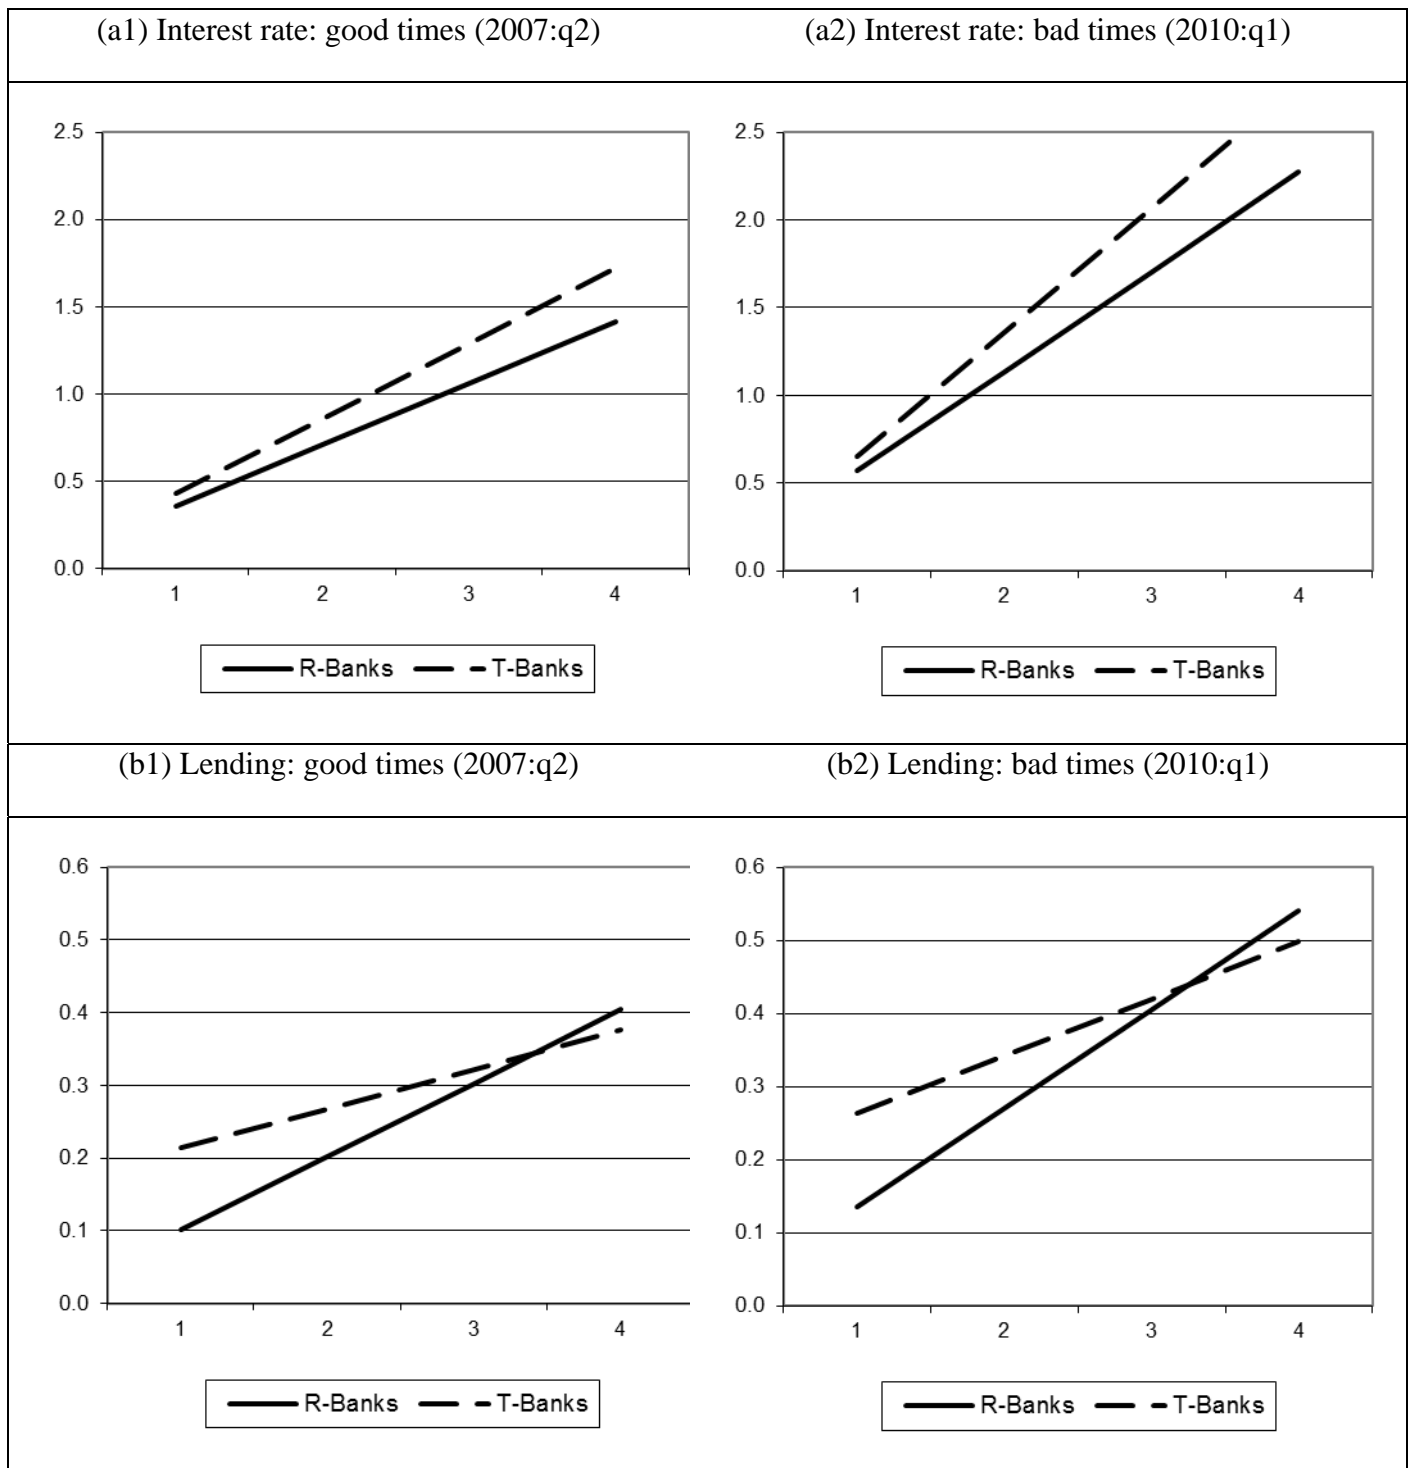 (a1) Interest rate: good times (2007:q2)
(a2) Interest rate: bad times (2010:q1)
2.5
2.0
1.5
1.0
0.5
0.0
1 2 3 4
R-Banks T-Banks
2.5
2.0
1.5
1.0
0.5
0.0
1 2 3 4
R-Banks T-Banks
(b1) Lending: good times (2007:q2)
(b2) Lending: bad times (2010:q1)
0.6
0.5
0.4
0.3
0.2
0.1
0.0
1 2 3 4
R-Banks T-Banks
0.6
0.5
0.4
0.3
0.2
0.1
0.0
1 2 3 4
R-Banks T-Banks